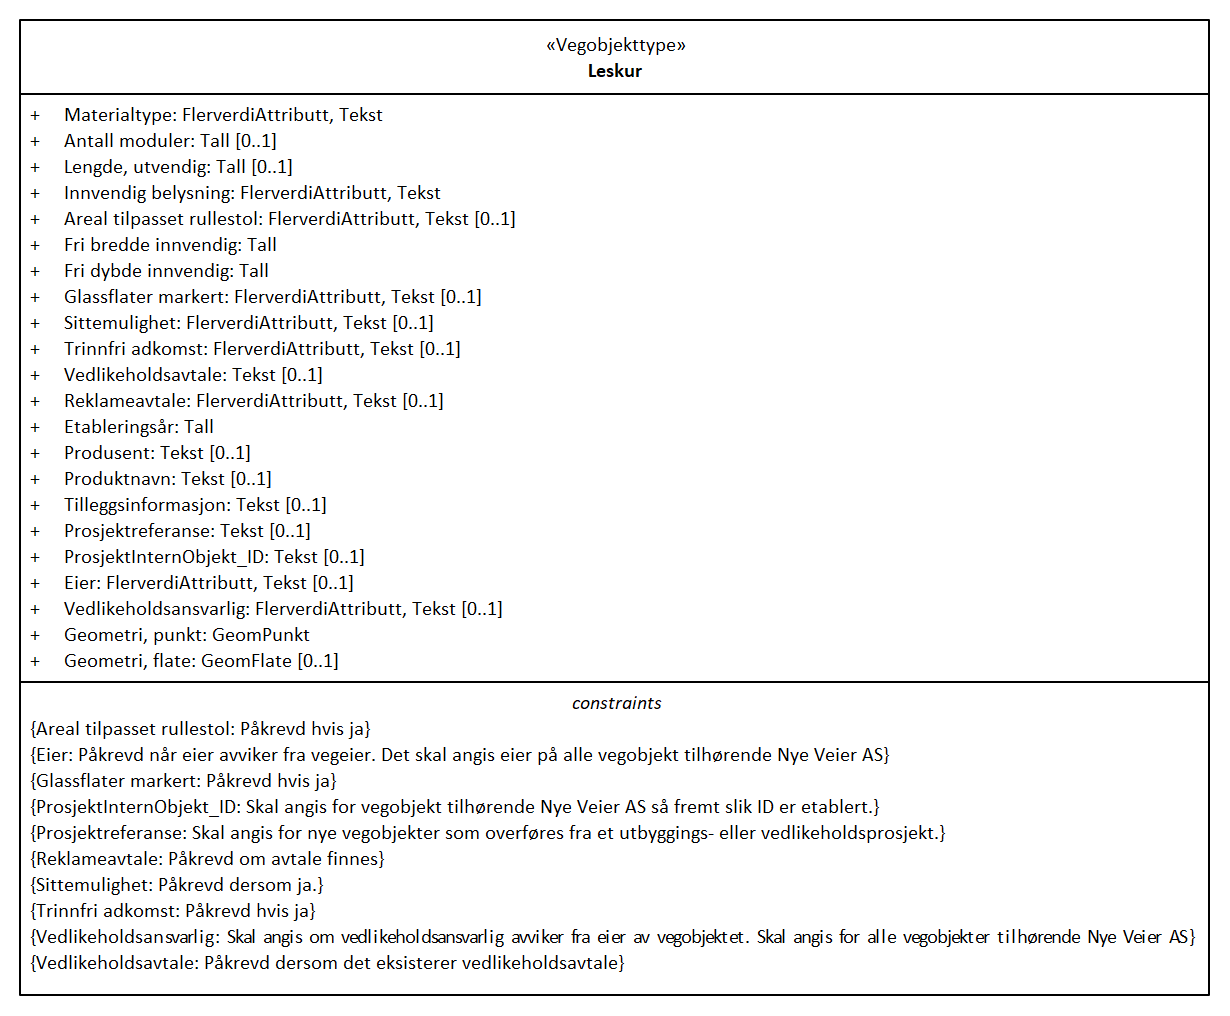 «Vegobjekttype»
Leskur
+ Materialtype: FlerverdiAttributt, Tekst
+ Antall moduler: Tall [0..1]
+ Lengde, utvendig: Tall [0..1]
+ Innvendig belysning: FlerverdiAttributt, Tekst
+ Areal tilpasset rullestol: FlerverdiAttributt, Tekst [0..1]
+ Fri bredde innvendig: Tall
+ Fri dybde innvendig: Tall
+ Glassflater markert: FlerverdiAttributt, Tekst [0..1]
+ Sittemulighet: FlerverdiAttributt, Tekst [0..1]
+ Trinnfri adkomst: FlerverdiAttributt, Tekst [0..1]
+ Vedlikeholdsavtale: Tekst [0..1]
+ Reklameavtale: FlerverdiAttributt, Tekst [0..1]
+ Etableringsår: Tall
+ Produsent: Tekst [0..1]
+ Produktnavn: Tekst [0..1]
+ Tilleggsinformasjon: Tekst [0..1]
+ Prosjektreferanse: Tekst [0..1]
+ ProsjektInternObjekt_ID: Tekst [0..1]
+ Eier: FlerverdiAttributt, Tekst [0..1]
+ Vedlikeholdsansvarlig: FlerverdiAttributt, Tekst [0..1]
+ Geometri, punkt: GeomPunkt
+ Geometri, flate: GeomFlate [0..1]
constraints
{Areal tilpasset rullestol: Påkrevd hvis ja}
{Eier: Påkrevd når eier avviker fra vegeier. Det skal angis eier på alle vegobjekt tilhørende Nye Veier AS}
{Glassflater markert: Påkrevd hvis ja}
{ProsjektInternObjekt_ID: Skal angis for vegobjekt tilhørende Nye Veier AS så fremt slik ID er etablert.}
{Prosjektreferanse: Skal angis for nye vegobjekter som overføres fra et utbyggings- eller vedlikeholdsprosjekt.}
{Reklameavtale: Påkrevd om avtale finnes}
{Sittemulighet: Påkrevd dersom ja.}
{Trinnfri adkomst: Påkrevd hvis ja}
{Vedlikeholdsansvarlig: Skal angis om vedlikeholdsansvarlig avviker fra eier av vegobjektet. Skal angis for alle vegobjekter tilhørende Nye Veier AS}
{Vedlikeholdsavtale: Påkrevd dersom det eksisterer vedlikeholdsavtale}